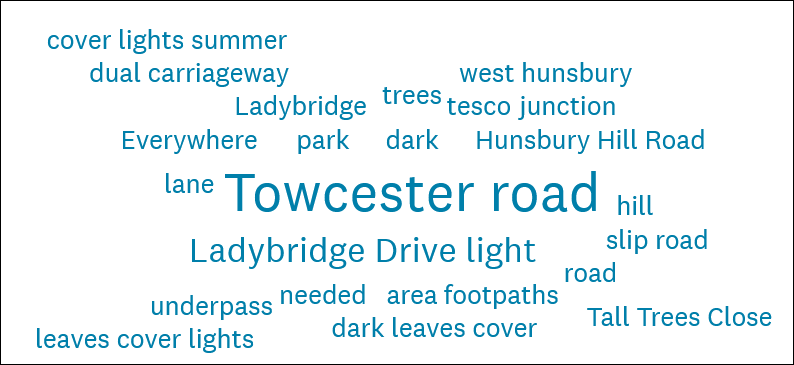 cover lights summer
dual carriageway
west hunsbury
Ladybridge
trees
tesco junction
Everywhere
park
dark
Hunsbury Hill Road
lane
Towcester road
hill
Ladybridge Drive light
slip road
road
underpass
needed
area footpaths
Tall Trees Close
leaves cover lights
dark leaves cover